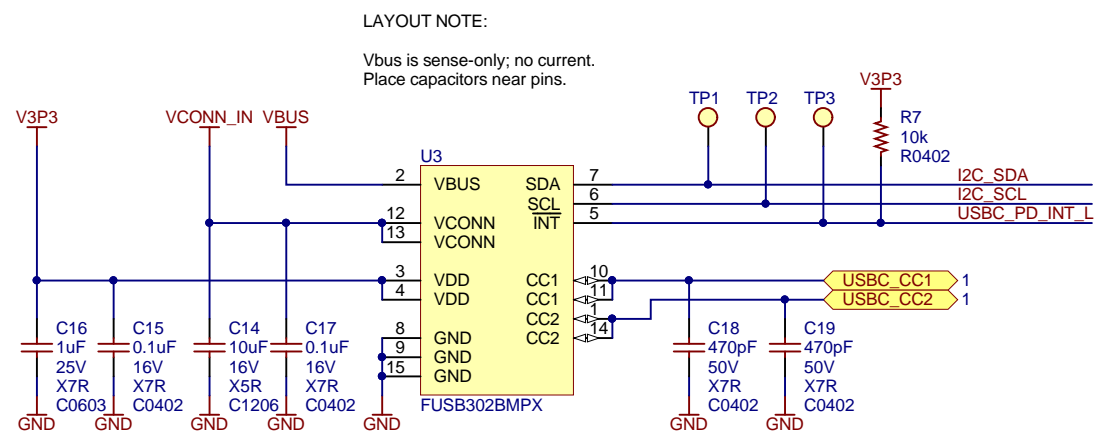 LAYOUT NOTE:
Vbus is sense-only; no current.
Place capacitors near pins.
V3P3
VCONN_IN
VBUS
TP1
TP2
TP3
V3P3
R7
10k
R0402
U3
2
VBUS
12
VCONN
13
VCONN
3
VDD
4
VDD
8
GND
9
GND
15
GND
SDA
7
I2C_SDA
SCL
6
I2C_SCL
INT
5
USBC_PD_INT_L
CC1
10
USBC_CC1
1
CC1
11
USBC_CC2
1
CC2
1
CC2
14
FUSB302BMPX
C16
1uF
25V
X7R
C0603
GND
C15
0.1uF
16V
X7R
C0402
GND
C14
10uF
16V
X5R
C1206
GND
C17
0.1uF
16V
X7R
C0402
GND
GND
C18
470pF
50V
X7R
C0402
GND
C19
470pF
50V
X7R
C0402
GND